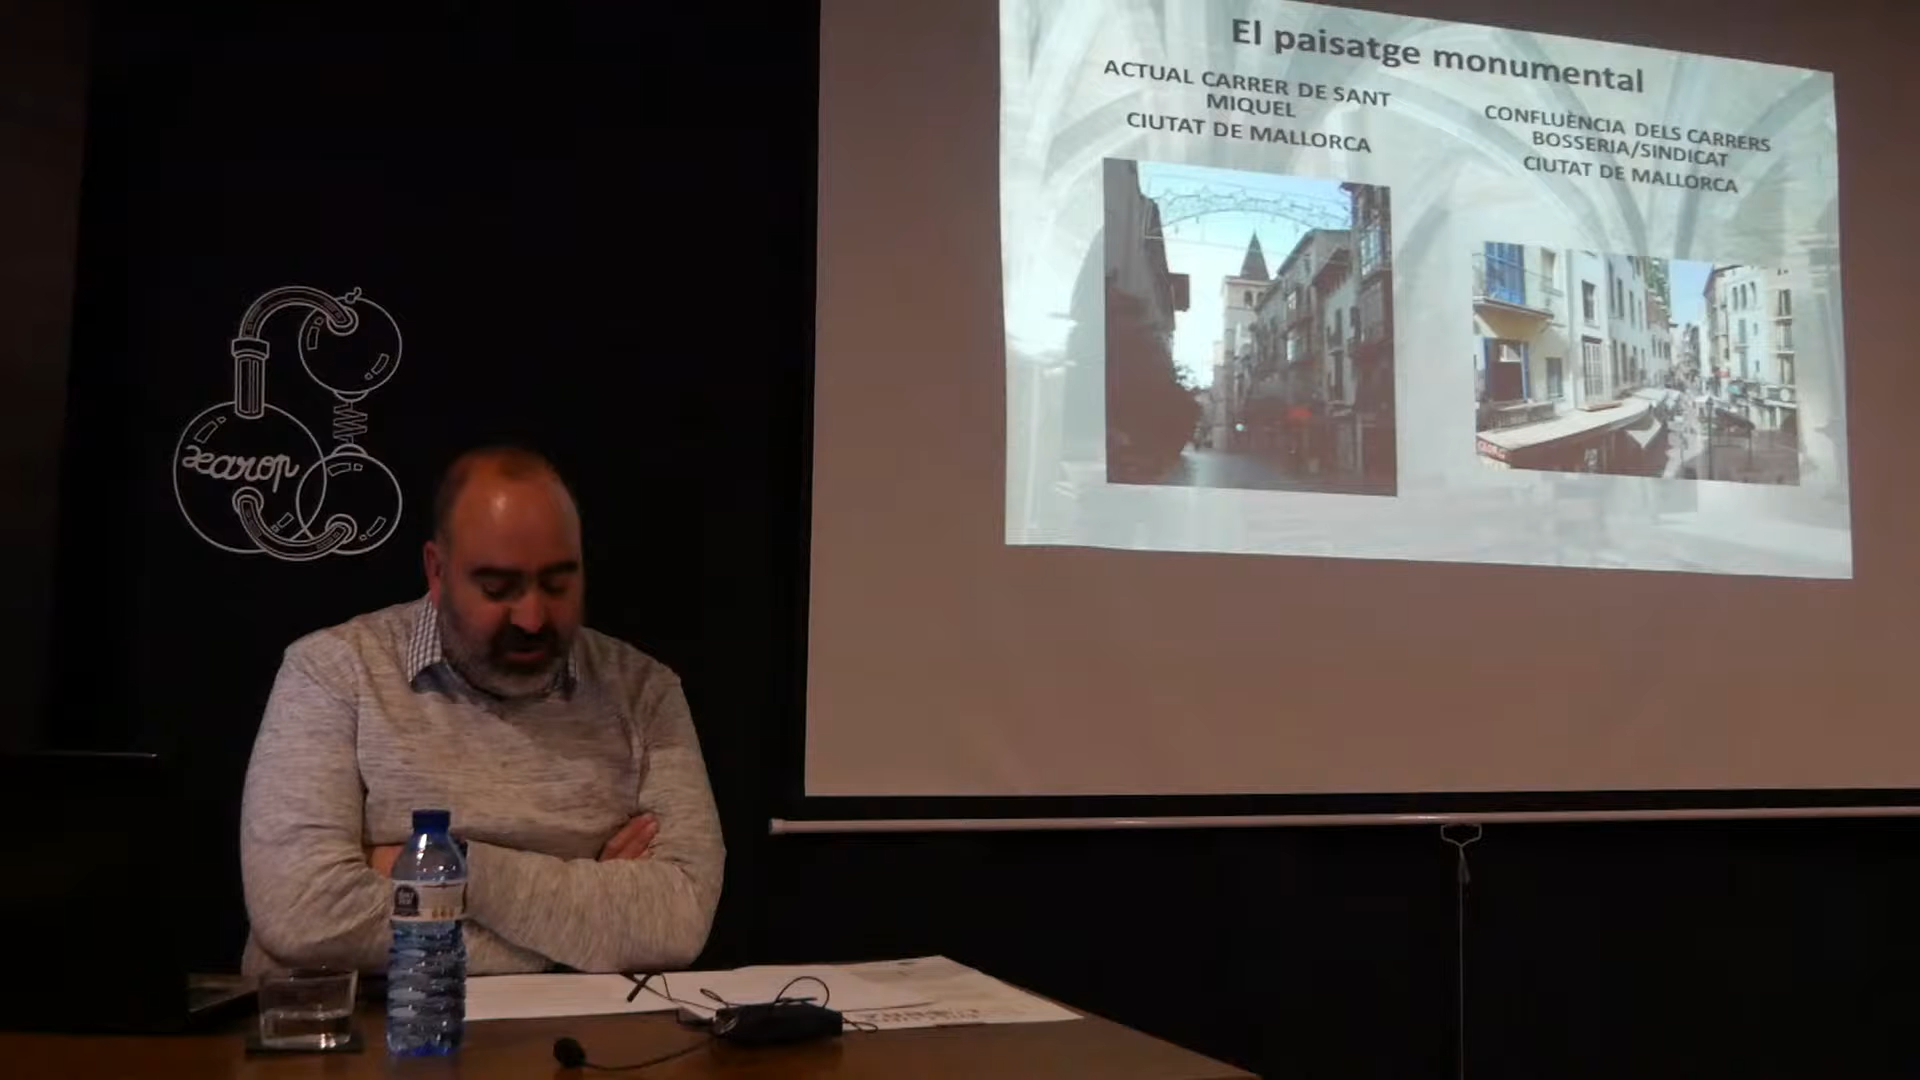 El paisatge monumental
ACTUAL CARRER DE SANT
MIQUEL
CIUTAT DE MALLORCA
CONFLUÈNCIA DELS CARRERS
BOSSERIA/SINDICAT
CIUTAT DE MALLORCA
xarop